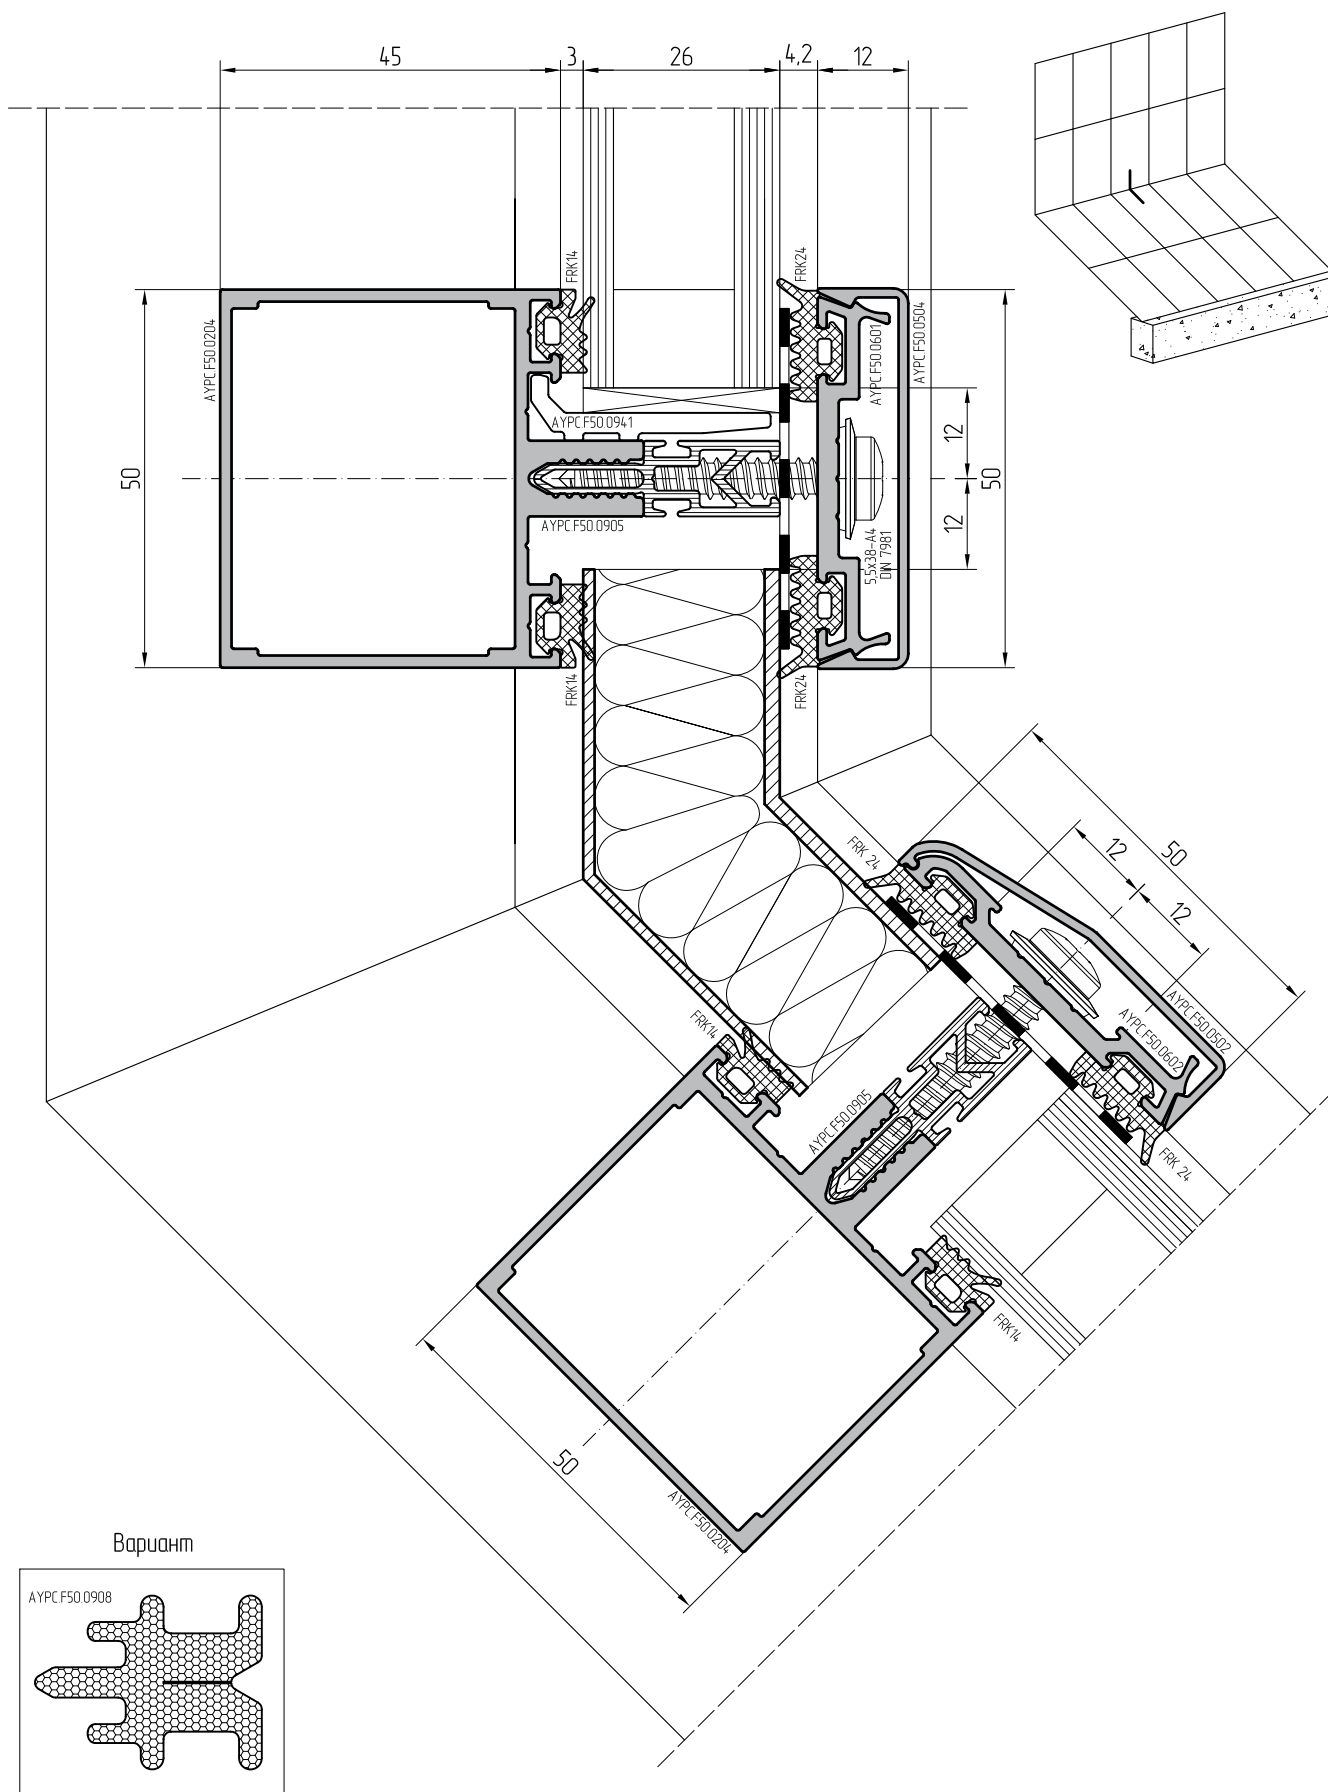 45
3
26
4,2
12
FRK14
FRK24
AYPC.F50.0204
AYPC.F50.0601
AYPC.F50.0504
AYPC.F50.0941
12
50
50
12
AYPC.F50.0905
5,5x38-A4
DIN 7981
FRK14
FRK24
FRK 24
12
50
12
AYPC.F50.0502
AYPC.F50.0602
FRK14
AYPC.F50.0905
FRK 24
FRK14
50
AYPC.F50.0204
Вариант
AYPC.F50.0908